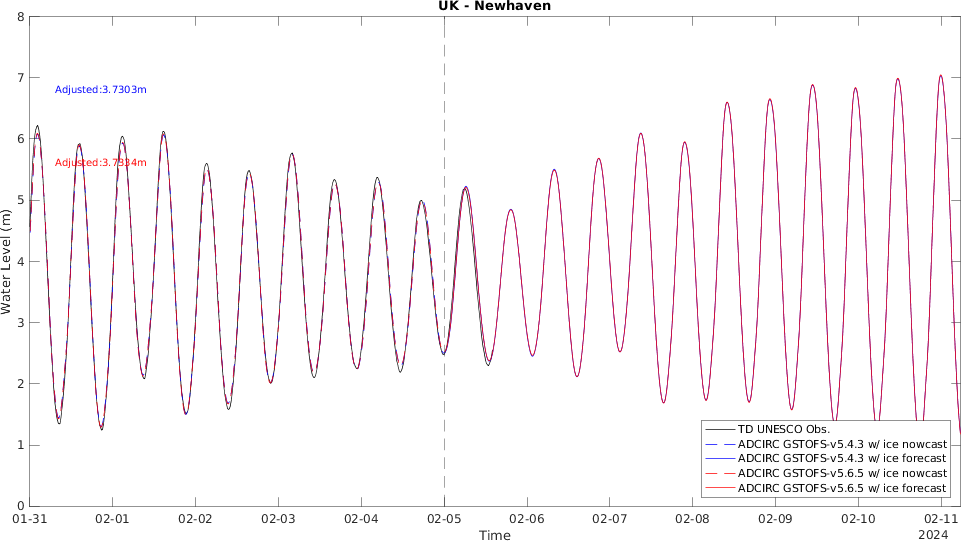 UK - Newhaven
8
7
6
5
4
3
2
1
0
Water Level (m)
Adjusted:3.7303m
Adjusted:3.7334m
TD UNESCO Obs.
ADCIRC GSTOFS-v5.4.3 w/ ice nowcast
ADCIRC GSTOFS-v5.4.3 w/ ice forecast
ADCIRC GSTOFS-v5.6.5 w/ ice nowcast
ADCIRC GSTOFS-v5.6.5 w/ ice forecast
01-31 02-01 02-02 02-03 02-04 02-05 02-06 02-07 02-08 02-09 02-10 02-11
Time
2024